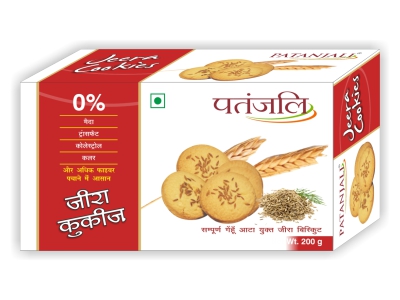 Jeera
Cookies
PATANJALI
0%
मैदा
ट्रांसफैट
कोलेस्ट्रोल
कलर
और अधिक फाइबर
पचाने में आसान
जीरा
कुकीज
पतंजलि
सम्पूर्ण गेहूँ आटा युक्त जीरा बिस्किुट
Wt. 200 g
Jeera
Cookies
PATANJALI